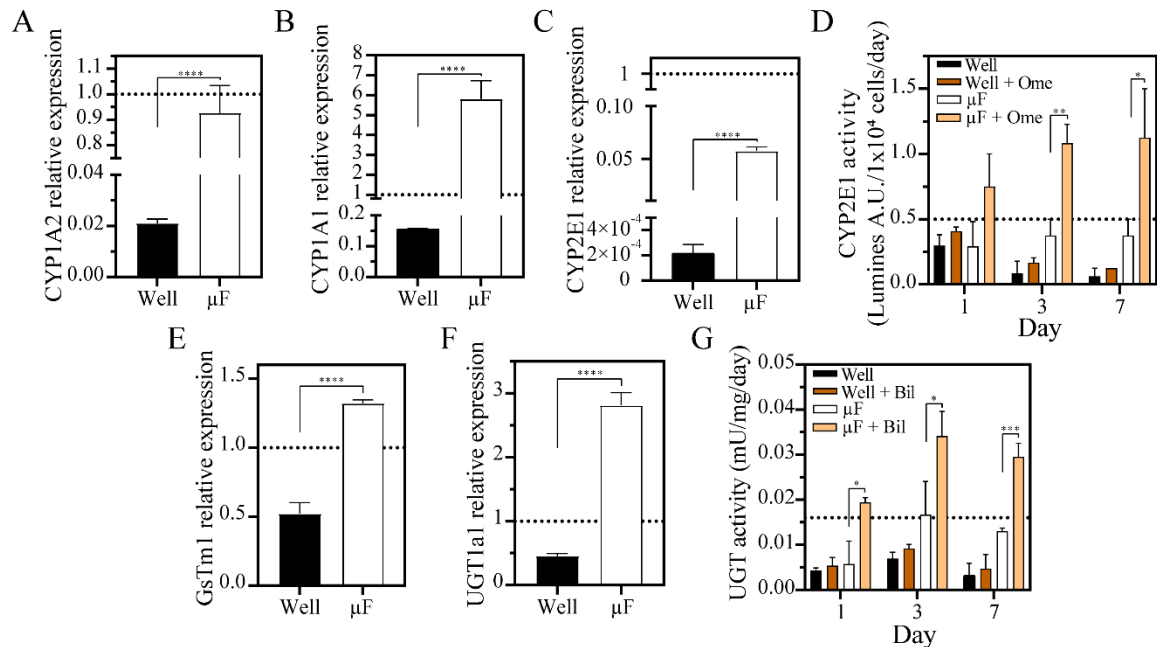 A
CYP1A2 relative expression
1.1
1.0
0.9
0.8
0.04
0.02
0.00
****
Well
µF
B
CYP1A1 relative expression
8
7
6
5
4
3
2
1
0.2
0.1
0.0
****
Well
µF
C
CYP2E1 relative expression
1
0.10
0.05
4×10⁻⁴
2×10⁻⁴
0
****
Well
µF
D
CYP2E1 activity
(Lumines A.U./1x10⁴ cells/day)
1.5
1.0
0.5
0.0
Well
Well + Ome
µF
µF + Ome
**
*
1
3
7
Day
E
GsTm1 relative expression
1.5
1.0
0.5
0.0
****
Well
µF
F
UGT1a1 relative expression
3
2
1
0
****
Well
µF
G
UGT activity (mU/mg/day)
0.05
0.04
0.03
0.02
0.01
0.00
Well
Well + Bil
µF
µF + Bil
*
*
***
1
3
7
Day